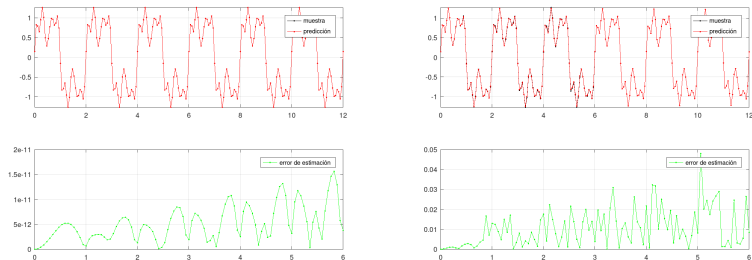 1
0.5
0
-0.5
-1
muestra
predicción
0 2 4 6 8 10 12
1
0.5
0
-0.5
-1
muestra
predicción
0 2 4 6 8 10 12
2e-11
1.5e-11
1e-11
5e-12
0
error de estimación
0 1 2 3 4 5 6
0.05
0.04
0.03
0.02
0.01
0
error de estimación
0 1 2 3 4 5 6